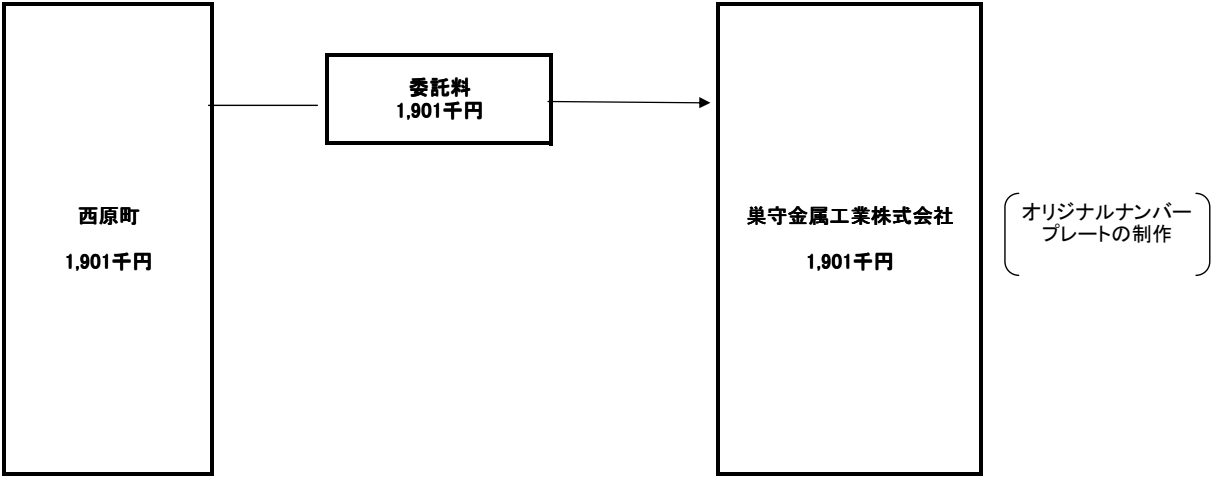 委託料
1,901千円
西原町
1,901千円
巣守金属工業株式会社
1,901千円
オリジナルナンバー
プレートの制作